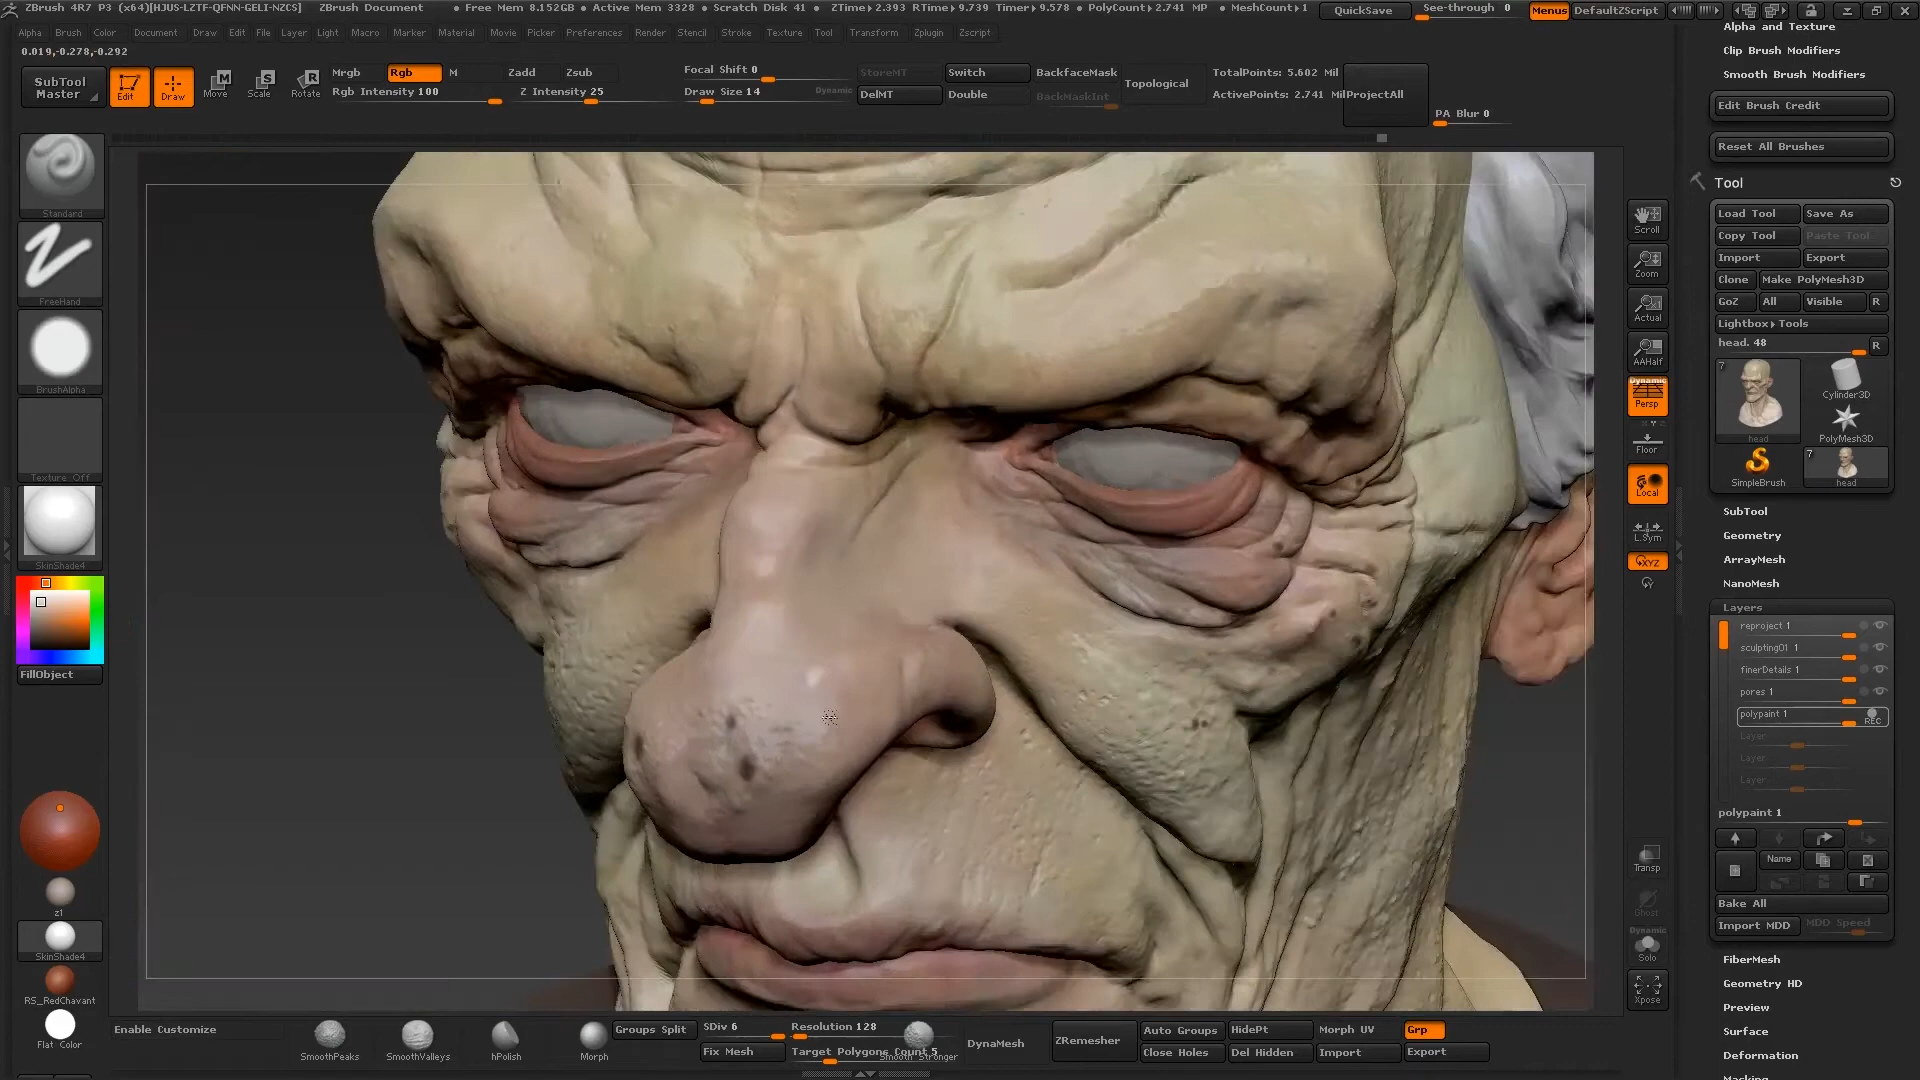 ZBrush 4R7 P3 (x64)[HJUS-LZTF-QFNN-GELI-NZCS] ZBrush Document • Free Mem 8.152GB • Active Mem 3328 • Scratch Disk 41 • ZTime▸2.393 RTime▸9.739 Timer▸9.578 • PolyCount▸2.741 MP • MeshCount▸1 QuickSave See-through 0 Menus DefaultZScript
Alpha Brush Color Document Draw Edit File Layer Light Macro Marker Material Movie Picker Preferences Render Stencil Stroke Texture Tool Transform Zplugin Zscript
0.019,-0.278,-0.292
SubTool Master
Edit
Draw
Move
Scale
Rotate
Mrgb Rgb M
Rgb Intensity 100
Zadd Zsub
Z Intensity 25
Focal Shift 0
Draw Size 14
Dynamic
StoreMT
DelMT
Switch
Double
BackfaceMask
BackMaskInt
Topological
TotalPoints: 5.602 Mil
ActivePoints: 2.741 Mil
ProjectAll
PA Blur 0
Standard
FreeHand
BrushAlpha
Texture Off
SkinShade4
FillObject
z1
SkinShade4
RS_RedChavant
Flat Color
Scroll
Zoom
Actual
AAHalf
Dynamic
Persp
Floor
Local
L.Sym
XYZ
Transp
Ghost
Dynamic
Solo
Xpose
Alpha and Texture
Clip Brush Modifiers
Smooth Brush Modifiers
Edit Brush Credit
Reset All Brushes
Tool
Load Tool Save As
Copy Tool Paste Tool
Import Export
Clone Make PolyMesh3D
GoZ All Visible R
Lightbox▸Tools
head. 48 R
7
head
Cylinder3D
PolyMesh3D
SimpleBrush
7
head
SubTool
Geometry
ArrayMesh
NanoMesh
Layers
reproject 1
sculpting01 1
finerDetails 1
pores 1
polypaint 1 REC
Layer
Layer
Layer
polypaint 1
Name
Bake All
Import MDD MDD Speed
FiberMesh
Geometry HD
Preview
Surface
Deformation
Masking
Enable Customize
SmoothPeaks
SmoothValleys
hPolish
Morph
Groups Split
SDiv 6
Fix Mesh
Resolution 128
Target Polygons Count 5
Smooth Stronger
DynaMesh
ZRemesher
Auto Groups
Close Holes
HidePt
Del Hidden
Morph UV
Import
Grp
Export